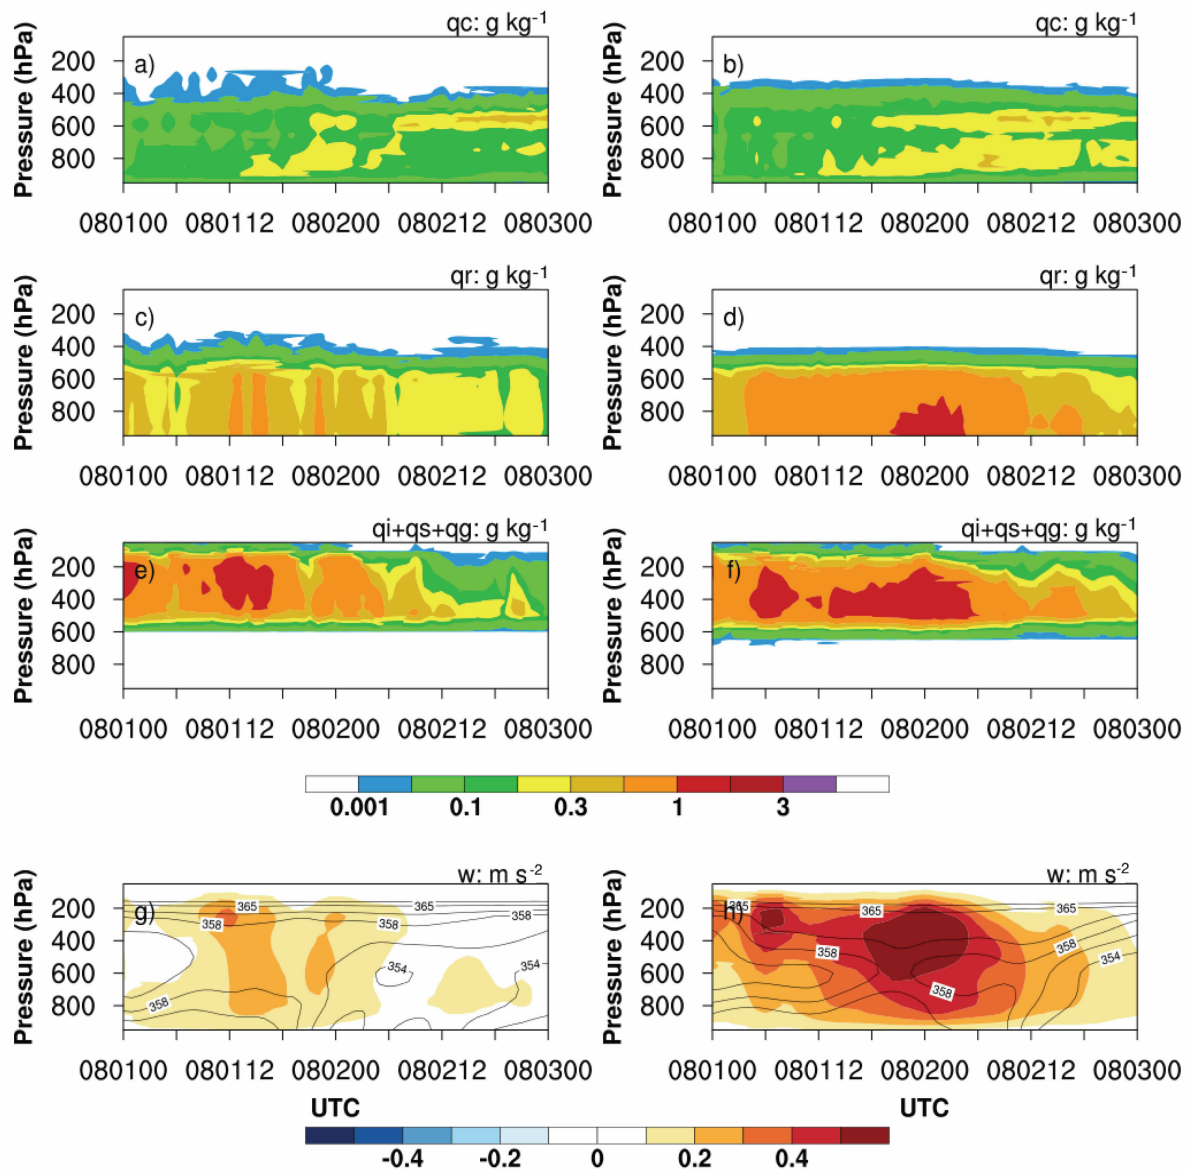 qc: g kg-1 qc: g kg-1
Pressure (hPa) 200 400 600 800 a) Pressure (hPa) 200 400 600 800 b)
080100 080112 080200 080212 080300 080100 080112 080200 080212 080300
qr: g kg-1 qr: g kg-1
Pressure (hPa) 200 400 600 800 c) Pressure (hPa) 200 400 600 800 d)
080100 080112 080200 080212 080300 080100 080112 080200 080212 080300
qi+qs+qg: g kg-1 qi+qs+qg: g kg-1
Pressure (hPa) 200 400 600 800 e) Pressure (hPa) 200 400 600 800 f)
080100 080112 080200 080212 080300 080100 080112 080200 080212 080300
0.001 0.1 0.3 1 3
w: m s-2 w: m s-2
Pressure (hPa) 200 400 600 800 g) 365 365 358 358 354 354 358 Pressure (hPa) 200 400 600 800 h) 365 365 365 358 358 354 358
080100 080112 080200 080212 080300 080100 080112 080200 080212 080300
UTC UTC
-0.4 -0.2 0 0.2 0.4